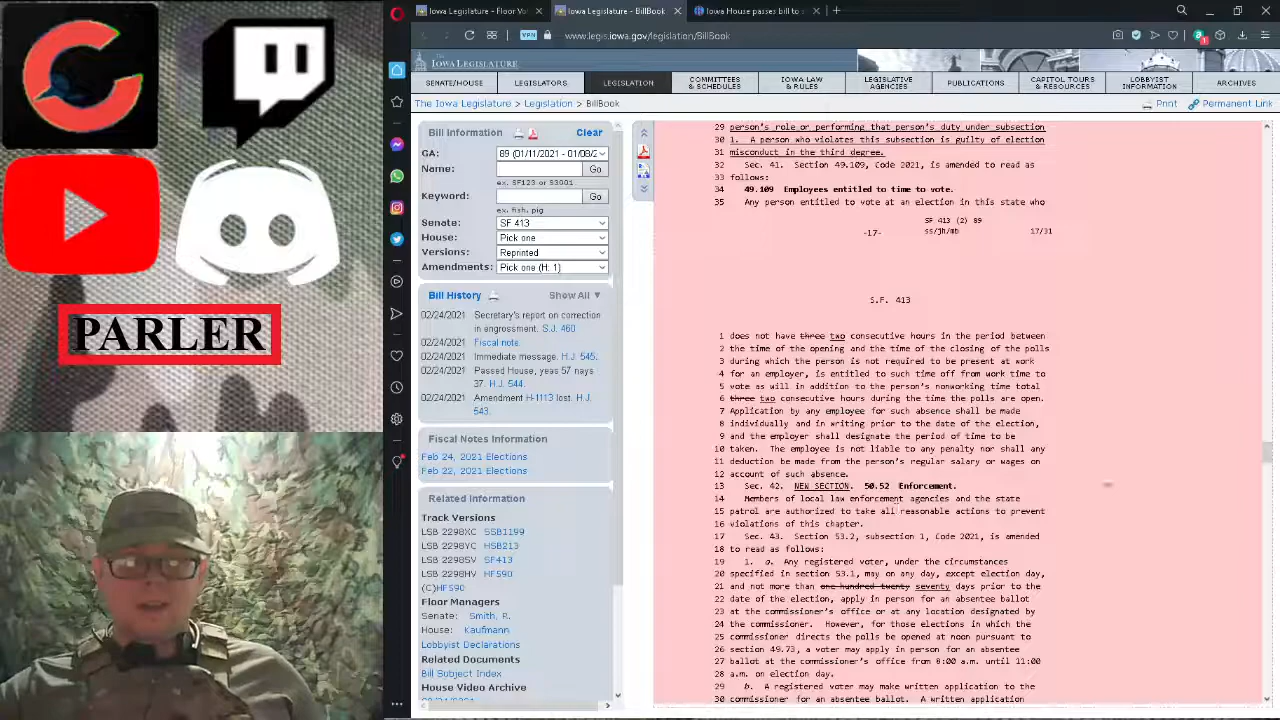 PARLER
Iowa Legislature - Floor Vo
Iowa Legislature - BillBook
Iowa House passes bill to
VPN
www.legis.iowa.gov/legislation/BillBook
THE IOWA LEGISLATURE
SENATE/HOUSE
LEGISLATORS
LEGISLATION
COMMITTEES
& SCHEDULES
IOWA LAW
& RULES
LEGISLATIVE
AGENCIES
PUBLICATIONS
CAPITOL TOURS
& RESOURCES
LOBBYIST
INFORMATION
ARCHIVES
The Iowa Legislature > Legislation > BillBook
Print
Permanent Link
Bill Information
Clear
GA:
89 (01/11/2021 - 01/08/2
Name:
Go
ex. HF123 or S3001
Keyword:
Go
ex. fish, pig
Senate:
SF 413
House:
Pick one
Versions:
Reprinted
Amendments:
Pick one (H: 1)
Bill History
Show All ▼
02/24/2021 Secretary's report on correction
in engrossment. S.J. 460
02/24/2021 Fiscal note.
02/24/2021 Immediate message. H.J. 545.
02/24/2021 Passed House, yeas 57 nays
37. H.J. 544.
02/24/2021 Amendment H-1113 lost. H.J.
543.
Fiscal Notes Information
Feb 24, 2021 Elections
Feb 22, 2021 Elections
Related Information
Track Versions
LSB 2298XC SSB1199
LSB 2298YC HSB213
LSB 2298SV SF413
LSB 2298HV HF590
(C)HF590
Floor Managers
Senate: Smith, R.
House: Kaufmann
Lobbyist Declarations
Related Documents
Bill Subject Index
House Video Archive
29 person's role or performing that person's duty under subsection
30 1. A person who violates this subsection is guilty of election
31 misconduct in the third degree.
32 Sec. 41. Section 49.109, Code 2021, is amended to read as
33 follows:
34 49.109 Employees entitled to time to vote.
35 Any person entitled to vote at an election in this state who
SF 413 (2) 89
-17- ss/jh/mb 17/31
S.F. 413
1 does not have three two consecutive hours in the period between
2 the time of the opening and the time of the closing of the polls
3 during which the person is not required to be present at work
4 for an employer, is entitled to such time off from work time to
5 vote as will in addition to the person's nonworking time total
6 three two consecutive hours during the time the polls are open.
7 Application by any employee for such absence shall be made
8 individually and in writing prior to the date of the election,
9 and the employer shall designate the period of time to be
10 taken. The employee is not liable to any penalty nor shall any
11 deduction be made from the person's regular salary or wages on
12 account of such absence.
13 Sec. 42. NEW SECTION. 50.52 Enforcement.
14 Members of local law enforcement agencies and the state
15 patrol are authorized to take all reasonable actions to prevent
16 violations of this chapter.
17 Sec. 43. Section 53.2, subsection 1, Code 2021, is amended
18 to read as follows:
19 1. a. Any registered voter, under the circumstances
20 specified in section 53.1, may on any day, except election day,
21 and not more than one hundred twenty seventy days prior to the
22 date of the election, apply in person for an absentee ballot
23 at the commissioner's office or at any location designated by
24 the commissioner. However, for those elections in which the
25 commissioner directs the polls be opened at noon pursuant to
26 section 49.73, a voter may apply in person for an absentee
27 ballot at the commissioner's office from 8:00 a.m. until 11:00
28 a.m. on election day.
29 b. A registered voter may make written application to the
30 commissioner for an absentee ballot. A written application